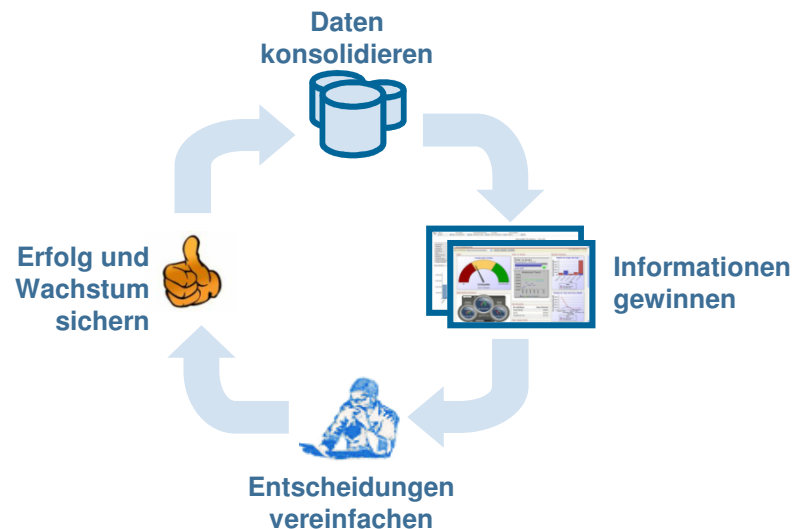 Daten
konsolidieren
Informationen
gewinnen
Entscheidungen
vereinfachen
Erfolg und
Wachstum
sichern